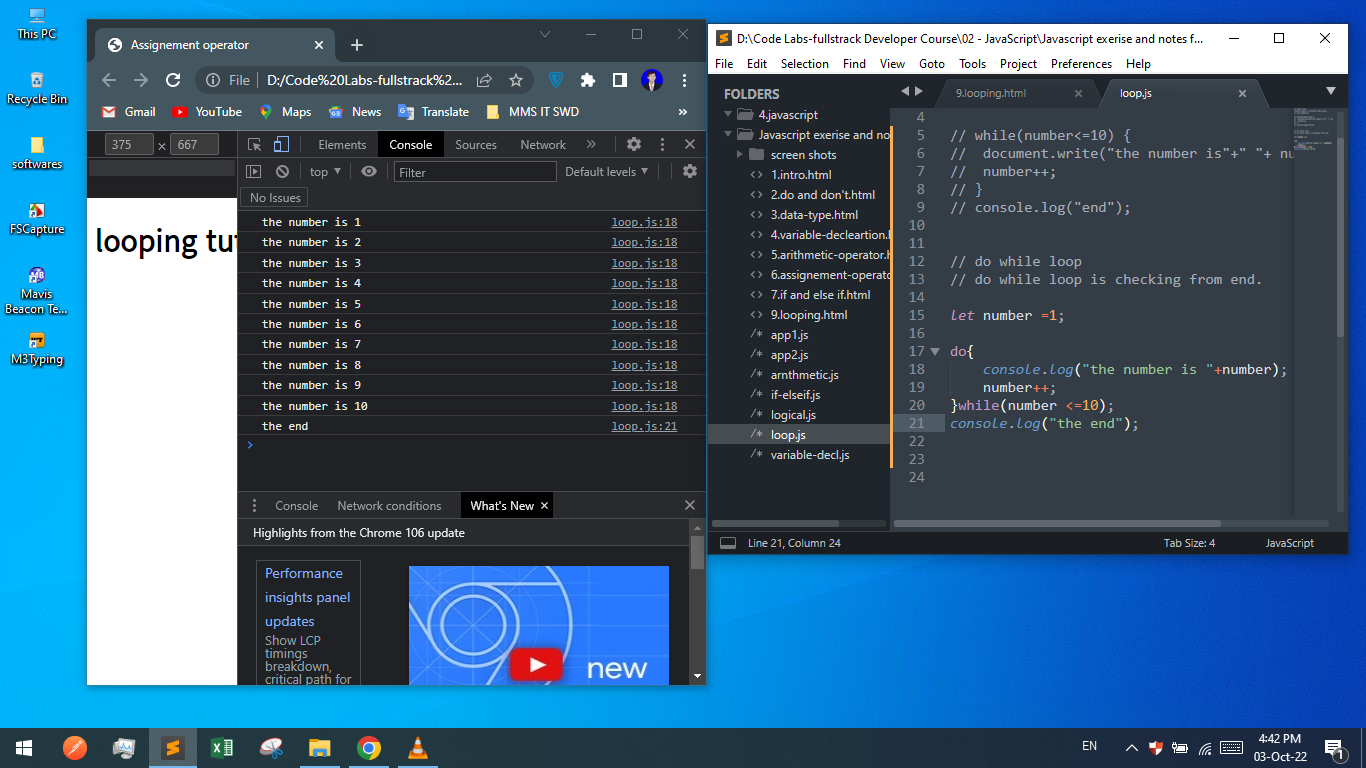 This PC
Recycle Bin
softwares
FSCapture
Mavis
Beacon Te...
M3Typing
Assignement operator
File
D:/Code%20Labs-fullstrack%2...
Gmail
YouTube
Maps
News
Translate
MMS IT SWD
»
375 × 667
Elements
Console
Sources
Network
»
top
Filter
Default levels
No Issues
looping tut
the number is 1 loop.js:18
the number is 2 loop.js:18
the number is 3 loop.js:18
the number is 4 loop.js:18
the number is 5 loop.js:18
the number is 6 loop.js:18
the number is 7 loop.js:18
the number is 8 loop.js:18
the number is 9 loop.js:18
the number is 10 loop.js:18
the end loop.js:21
Console
Network conditions
What's New
Highlights from the Chrome 106 update
Performance
insights panel
updates
Show LCP
timings
breakdown,
critical path for
new
D:\Code Labs-fullstrack Developer Course\02 - JavaScript\Javascript exerise and notes f...
File Edit Selection Find View Goto Tools Project Preferences Help
FOLDERS
4.javascript
Javascript exerise and no
screen shots
1.intro.html
2.do and don't.html
3.data-type.html
4.variable-decleartion.h
5.arithmetic-operator.h
6.assignement-operato
7.if and else if.html
9.looping.html
app1.js
app2.js
arnthmetic.js
if-elseif.js
logical.js
loop.js
variable-decl.js
9.looping.html
loop.js
4
5 // while(number<=10) {
6 // document.write("the number is"+" "+ nu
7 // number++;
8 // }
9 // console.log("end");
10
11
12 // do while loop
13 // do while loop is checking from end.
14
15 let number =1;
16
17 do{
18 console.log("the number is "+number);
19 number++;
20 }while(number <=10);
21 console.log("the end");
22
23
24
Line 21, Column 24
Tab Size: 4
JavaScript
EN
4:42 PM
03-Oct-22
1